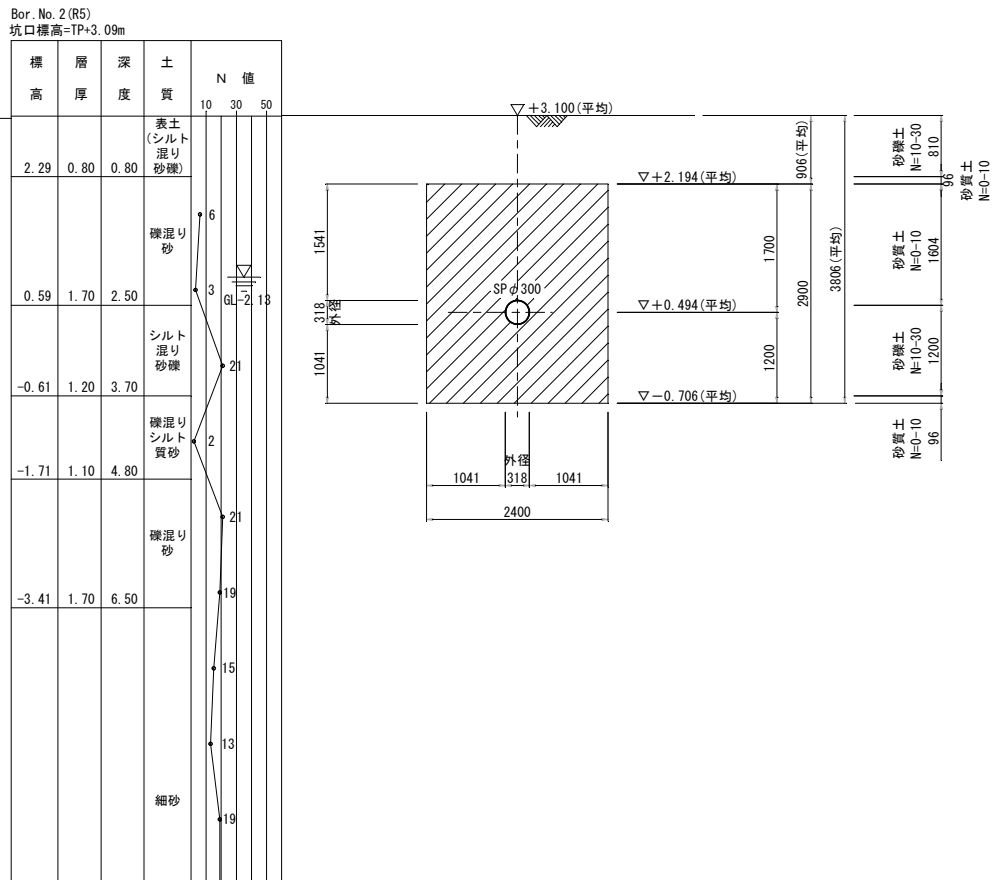 Bor.No.2(R5)
坑口標高=TP+3.09m
標高 層厚 深度 土質 N 値
10 30 50
表土
(シルト
混り
砂礫)
2.29 0.80 0.80
6
礫混り
砂
3
GL-2.13
0.59 1.70 2.50
シルト
混り
砂礫
21
-0.61 1.20 3.70
礫混り
シルト
質砂
2
-1.71 1.10 4.80
21
礫混り
砂
19
-3.41 1.70 6.50
15
13
細砂
19
▽+3.100(平均)
▽+2.194(平均)
SPφ300
▽+0.494(平均)
▽-0.706(平均)
1541
318
外径
1041
外径
1041 318 1041
2400
906(平均)
1700
1200
2900
3806(平均)
砂礫土
N=10-30
810
96
砂質土
N=0-10
砂質土
N=0-10
1604
砂礫土
N=10-30
1200
砂質土
N=0-10
96